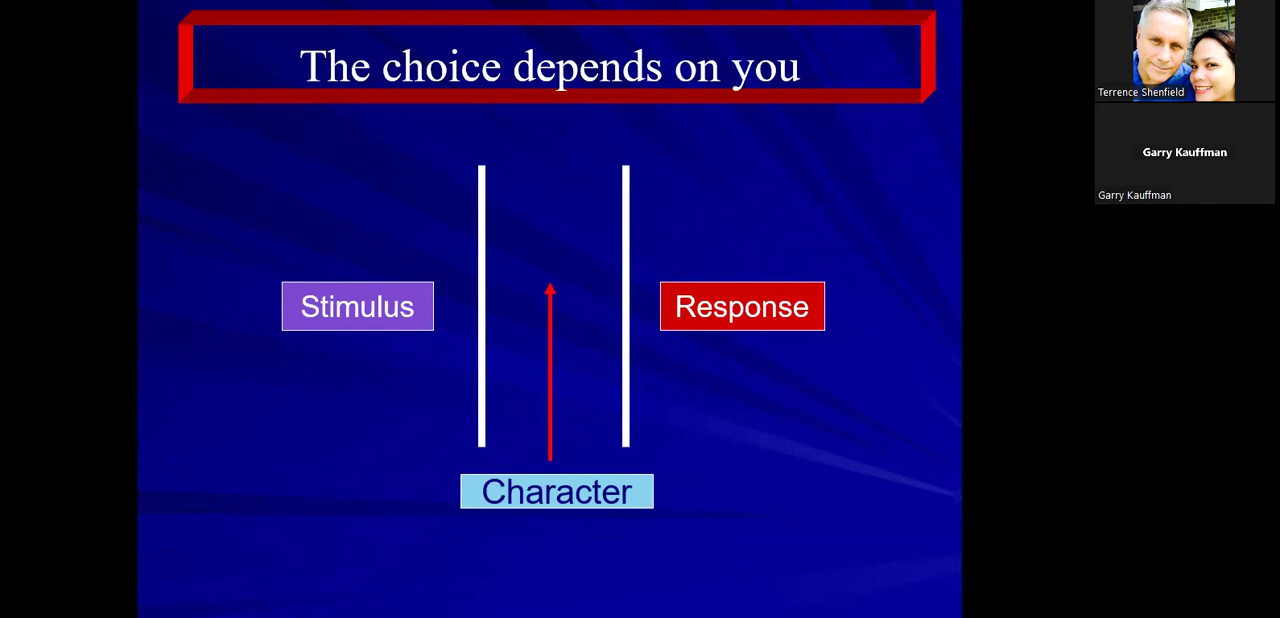 The choice depends on you
Stimulus
Response
Character
Terrence Shenfield
Garry Kauffman
Garry Kauffman